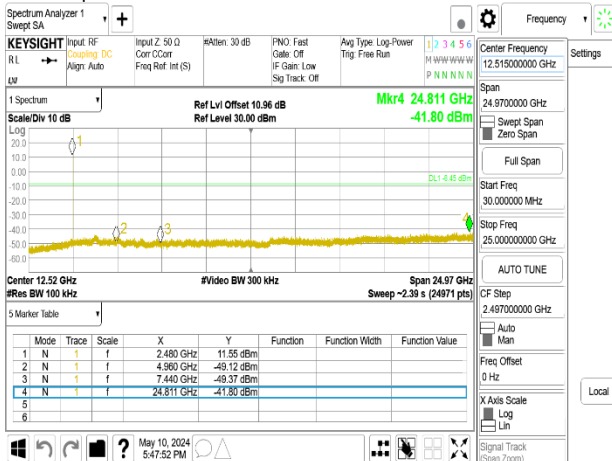 Spectrum Analyzer 1
Swept SA
+
Frequency
KEYSIGHT
Input: RF
Coupling: DC
Align: Auto
Input Z: 50 Ω
Corr CCorr
Freq Ref: Int (S)
#Atten: 30 dB
PNO: Fast
Gate: Off
IF Gain: Low
Sig Track: Off
Avg Type: Log-Power
Trig: Free Run
1 2 3 4 5 6
M W W W W W
P N N N N N
RL
Center Frequency
12.515000000 GHz
Settings
1 Spectrum
Ref Lvl Offset 10.96 dB
Mkr4 24.811 GHz
Scale/Div 10 dB
Ref Level 30.00 dBm
-41.80 dBm
Log
20.0
10.0
0.00
-10.0
-20.0
-30.0
-40.0
-50.0
-60.0
1
2
3
4
DL1 -8.45 dBm
Center 12.52 GHz
#Video BW 300 kHz
Span 24.97 GHz
#Res BW 100 kHz
Sweep ~2.39 s (24971 pts)
Span
24.9700000 GHz
Swept Span
Zero Span
Full Span
Start Freq
30.000000 MHz
Stop Freq
25.000000000 GHz
AUTO TUNE
CF Step
2.497000000 GHz
Auto
Man
Freq Offset
0 Hz
X Axis Scale
Log
Lin
Signal Track
(Span Zoom)
Local
5 Marker Table
Mode Trace Scale X Y Function Function Width Function Value
1 N 1 f 2.480 GHz 11.55 dBm
2 N 1 f 4.960 GHz -49.12 dBm
3 N 1 f 7.440 GHz -49.37 dBm
4 N 1 f 24.811 GHz -41.80 dBm
5
6
?
May 10, 2024
5:47:52 PM